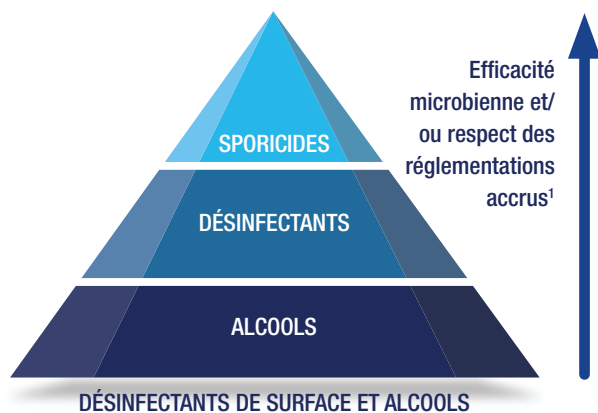 SPORICIDES
DÉSINFECTANTS
ALCOOLS
DÉSINFECTANTS DE SURFACE ET ALCOOLS
Efficacité
microbienne et/
ou respect des
réglementations
accrus¹